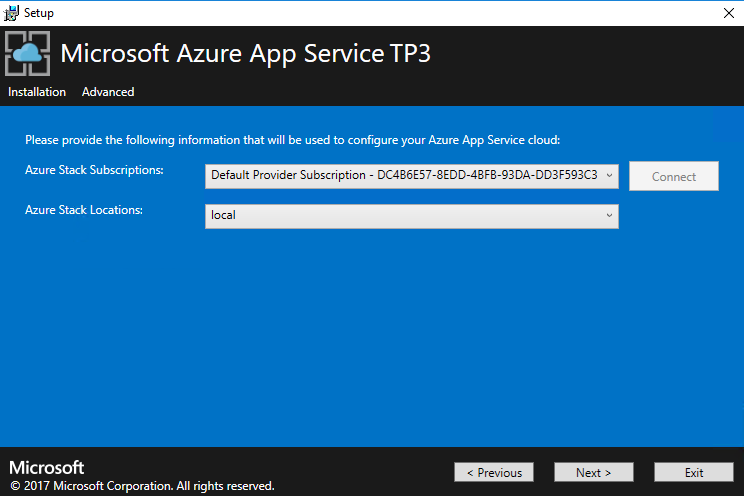 Setup
Microsoft Azure App Service TP3
Installation Advanced
Please provide the following information that will be used to configure your Azure App Service cloud:
Azure Stack Subscriptions: Default Provider Subscription - DC4B6E57-8EDD-4BFB-93DA-DD3F593C3 Connect
Azure Stack Locations: local
Microsoft
© 2017 Microsoft Corporation. All rights reserved.
< Previous Next > Exit